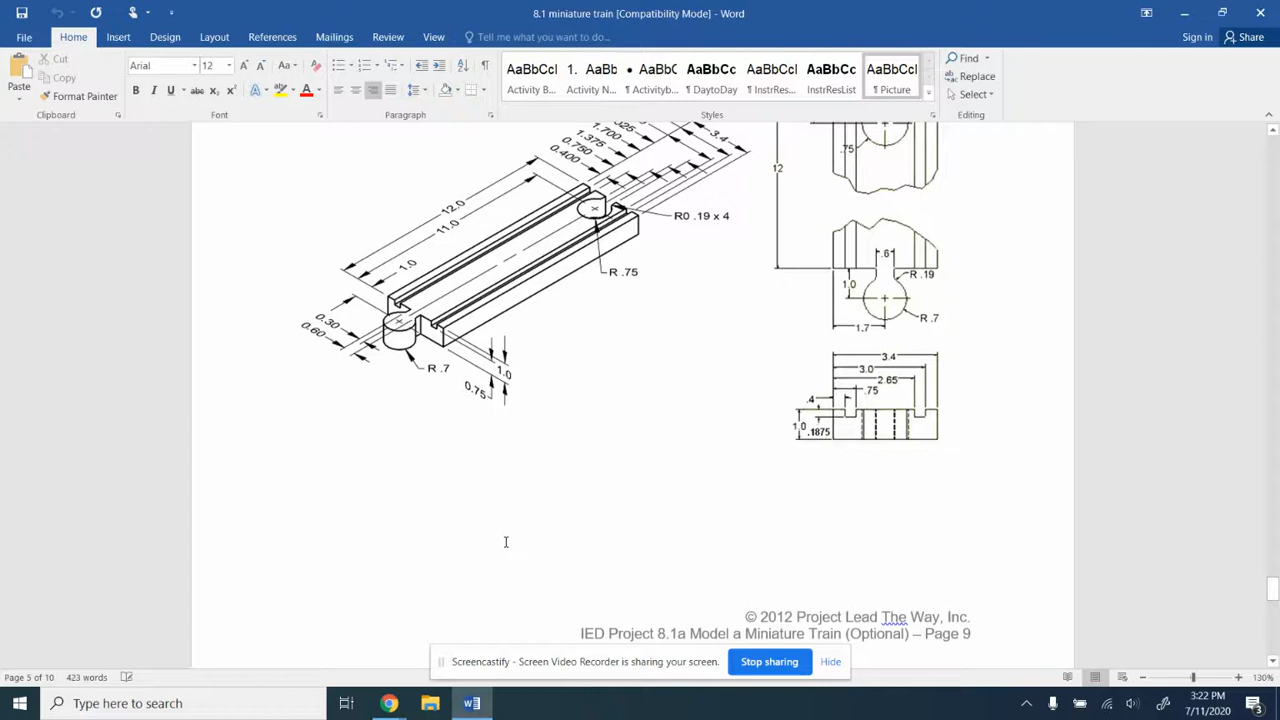 8.1 miniature train [Compatibility Mode] - Word
File Home Insert Design Layout References Mailings Review View Tell me what you want to do... Sign in Share
Paste
Cut
Copy
Format Painter
Clipboard
Arial 12
Font
Paragraph
AaBbCcI 1. AaBb • AaBbC AaBbCc AaBbCcI AaBbCc AaBbCcI
Activity B... Activity N... ¶ Activityb... ¶ DaytoDay ¶ InstrRes... InstrResList ¶ Picture
Styles
Find
Replace
Select
Editing
1.700
1.375
0.750
0.400
3.4
12.0
11.0
1.0
R0 .19 x 4
R .75
0.30
0.60
R .7
1.0
0.75
.75
12
.6
R .19
1.0
R .7
1.7
3.4
3.0
2.65
.75
.4
1.0
.1875
© 2012 Project Lead The Way, Inc.
IED Project 8.1a Model a Miniature Train (Optional) – Page 9
Screencastify - Screen Video Recorder is sharing your screen. Stop sharing Hide
Page 5 of 10 423 words 130%
Type here to search
3:22 PM
7/11/2020
3